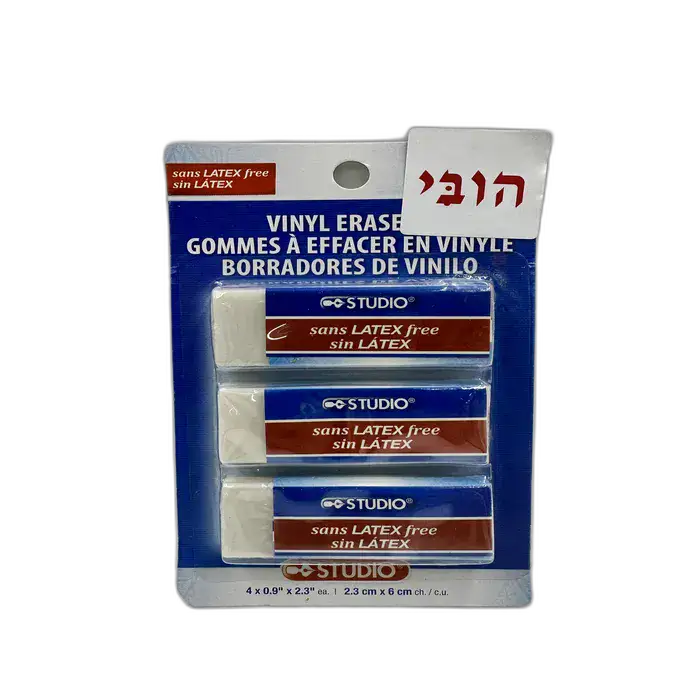 sans LATEX free
sin LÁTEX
הובי
VINYL ERASE
GOMMES À EFFACER EN VINYLE
BORRADORES DE VINILO
STUDIO®
sans LATEX free
sin LÁTEX
STUDIO®
sans LATEX free
sin LÁTEX
STUDIO®
sans LATEX free
sin LÁTEX
STUDIO®
4 x 0.9" x 2.3" ea. | 2.3 cm x 6 cm ch. / c.u.